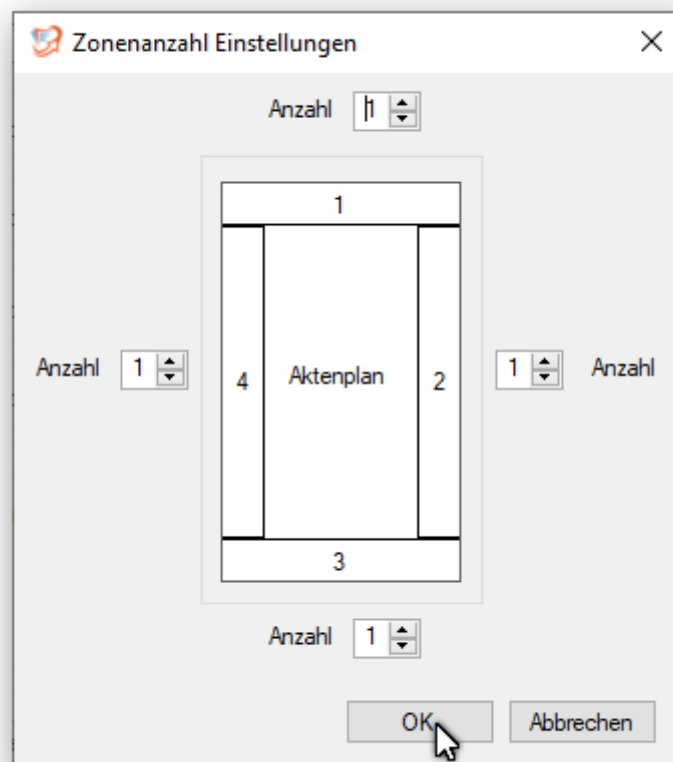 Zonenanzahl Einstellungen
Anzahl 1
1
Anzahl 1 4 Aktenplan 2 1 Anzahl
3
Anzahl 1
OK Abbrechen